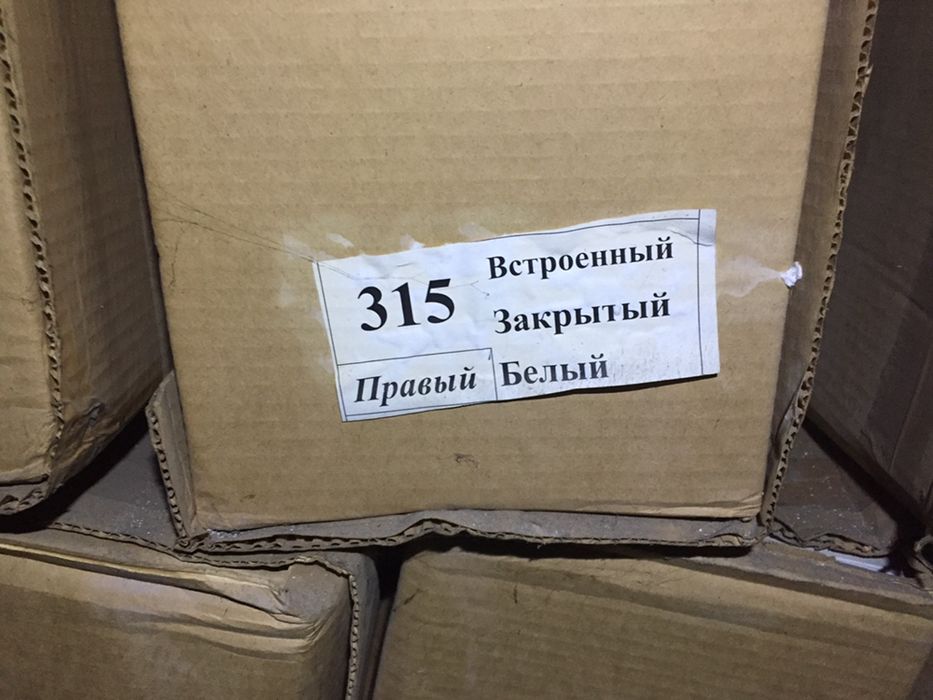 315
Правый
Встроенный
Закрытый
Белый